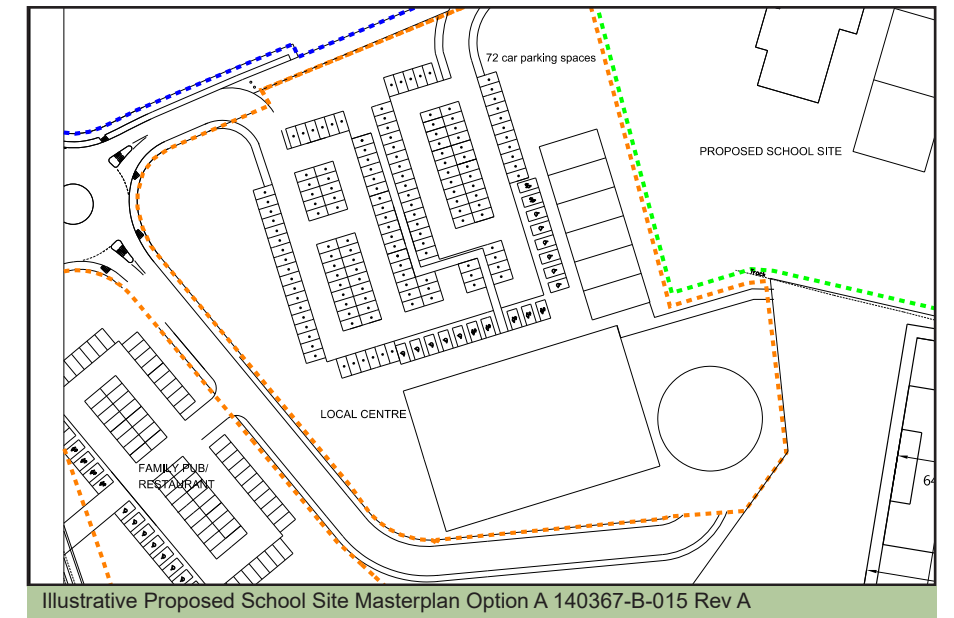 72 car parking spaces
PROPOSED SCHOOL SITE
Track
LOCAL CENTRE
FAMILY PUB/
RESTAURANT
64
Illustrative Proposed School Site Masterplan Option A 140367-B-015 Rev A